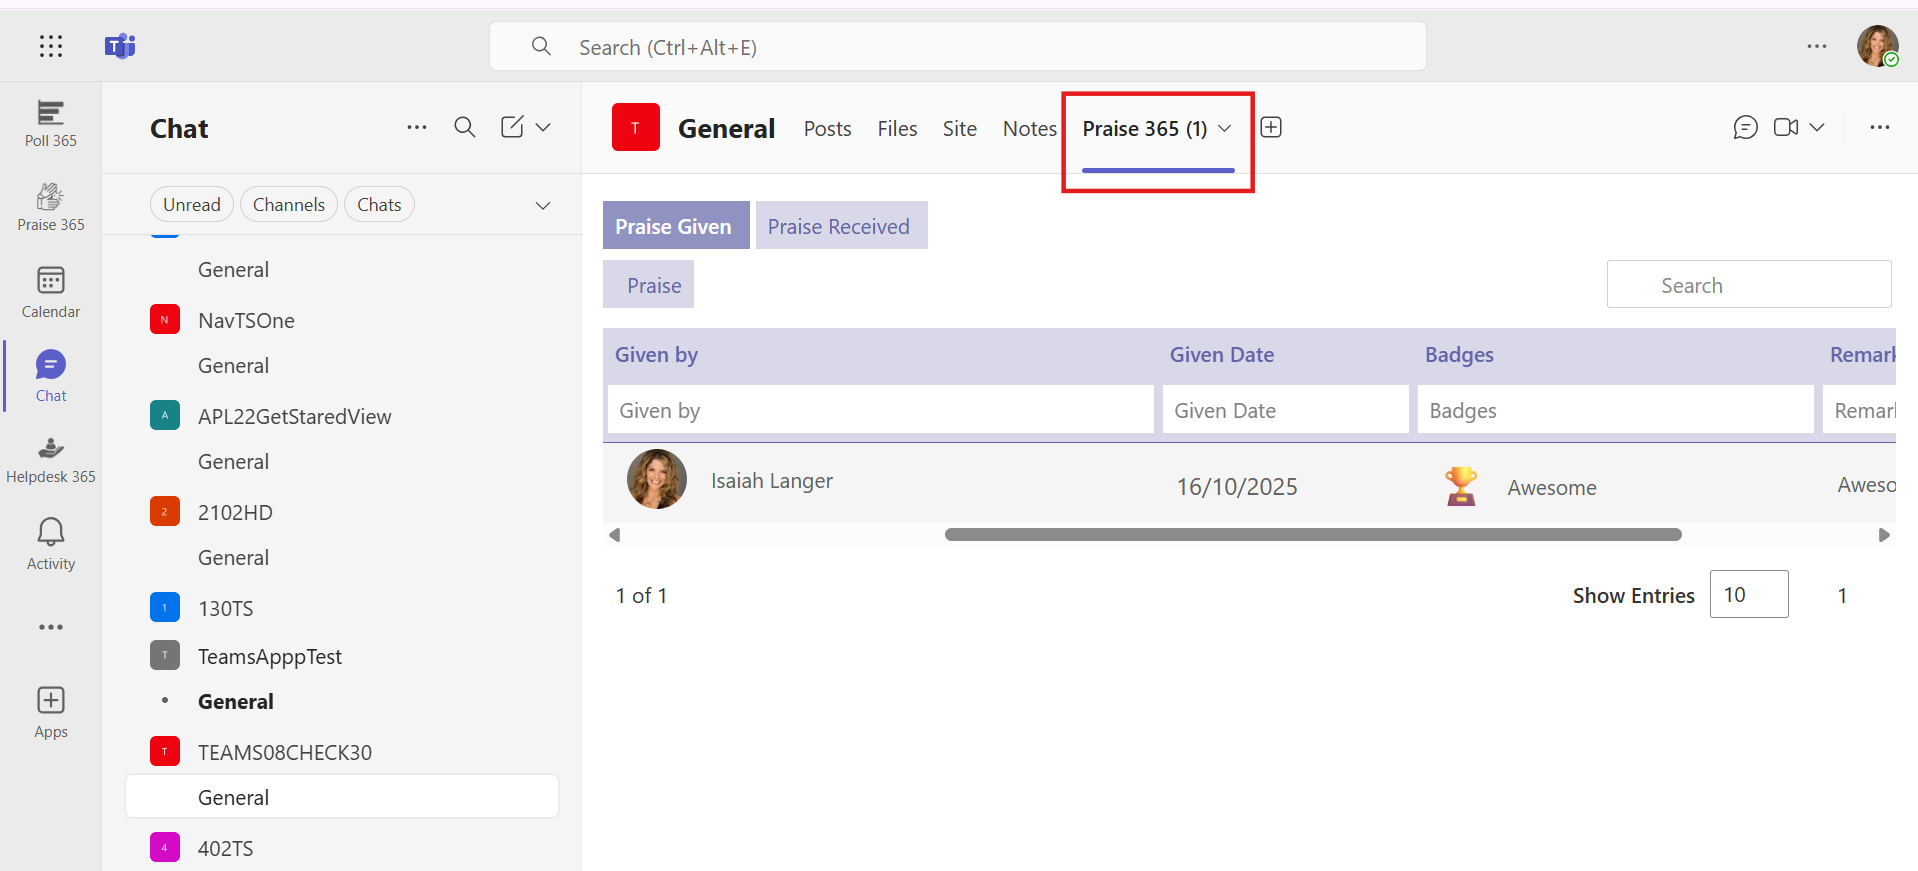 Search (Ctrl+Alt+E)
Poll 365
Praise 365
Calendar
Chat
Helpdesk 365
Activity
Apps
Chat
Unread Channels Chats
General
N NavTSOne
General
A APL22GetStaredView
General
2 2102HD
General
1 130TS
T TeamsApppTest
General
T TEAMS08CHECK30
General
4 402TS
T General Posts Files Site Notes Praise 365 (1)
Praise Given Praise Received
Praise Search
Given by Given Date Badges Remark
Given by Given Date Badges Remar
Isaiah Langer 16/10/2025 Awesome Aweso
1 of 1 Show Entries 10 1